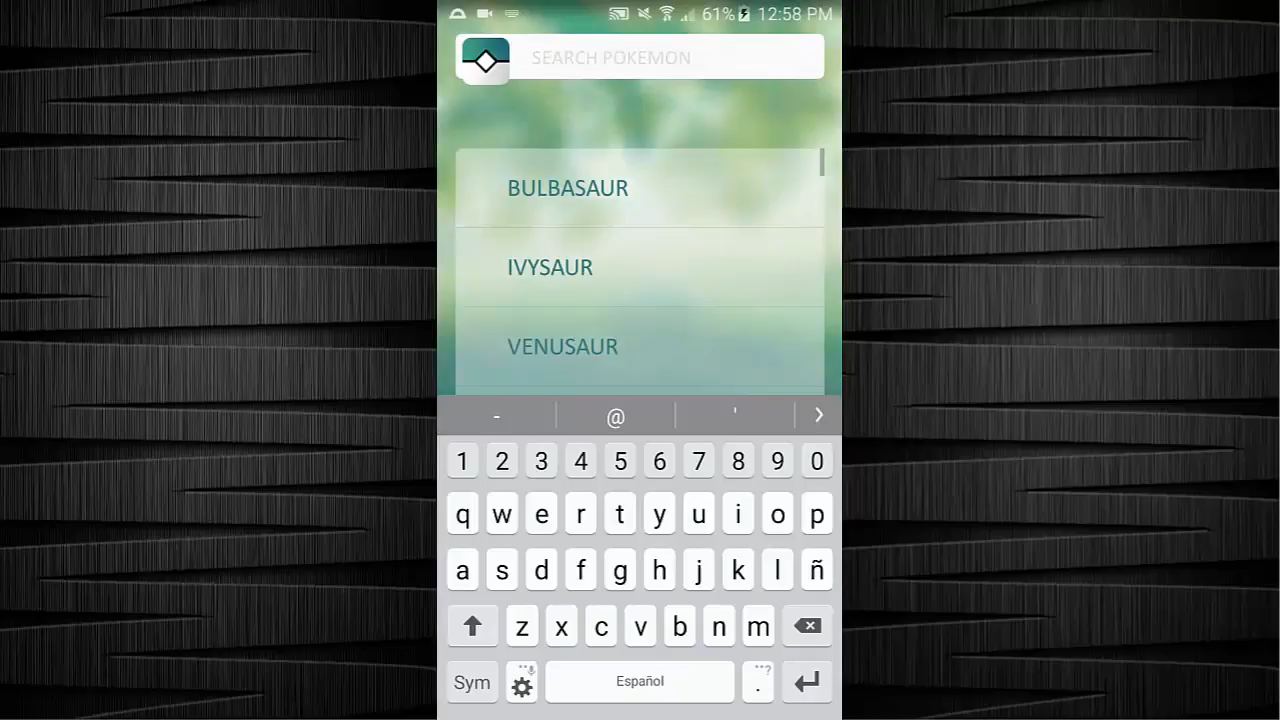 61% 12:58 PM
SEARCH POKEMON
BULBASAUR
IVYSAUR
VENUSAUR
- @ ' >
1 2 3 4 5 6 7 8 9 0
q w e r t y u i o p
a s d f g h j k l ñ
z x c v b n m
Sym Español . ...?